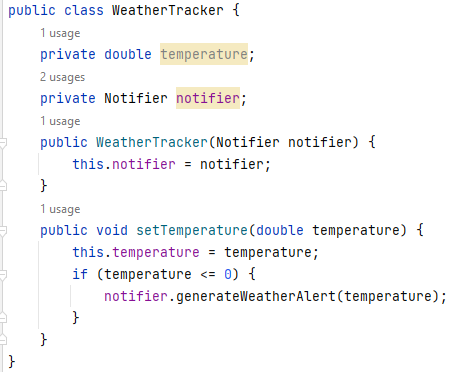 public class WeatherTracker {
1 usage
private double temperature;
2 usages
private Notifier notifier;
1 usage
public WeatherTracker(Notifier notifier) {
this.notifier = notifier;
}
1 usage
public void setTemperature(double temperature) {
this.temperature = temperature;
if (temperature <= 0) {
notifier.generateWeatherAlert(temperature);
}
}
}